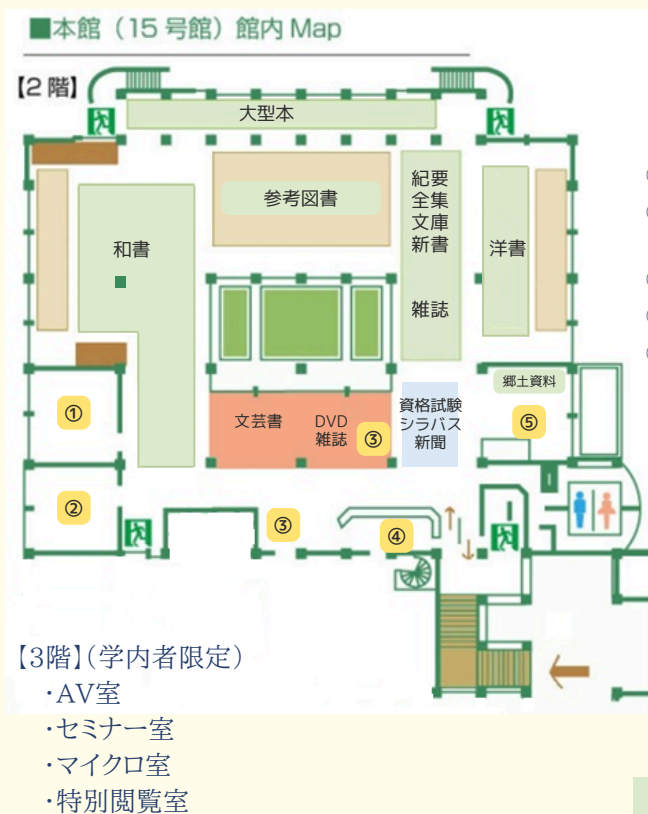 ■本館（15号館）館内 Map
【2階】
大型本
参考図書
紀要
全集
文庫
新書
雑誌
和書
洋書
郷土資料
①
文芸書
DVD
雑誌
③
資格試験
シラバス
新聞
⑤
②
③
④
【3階】（学内者限定）
・AV室
・セミナー室
・マイクロ室
・特別閲覧室